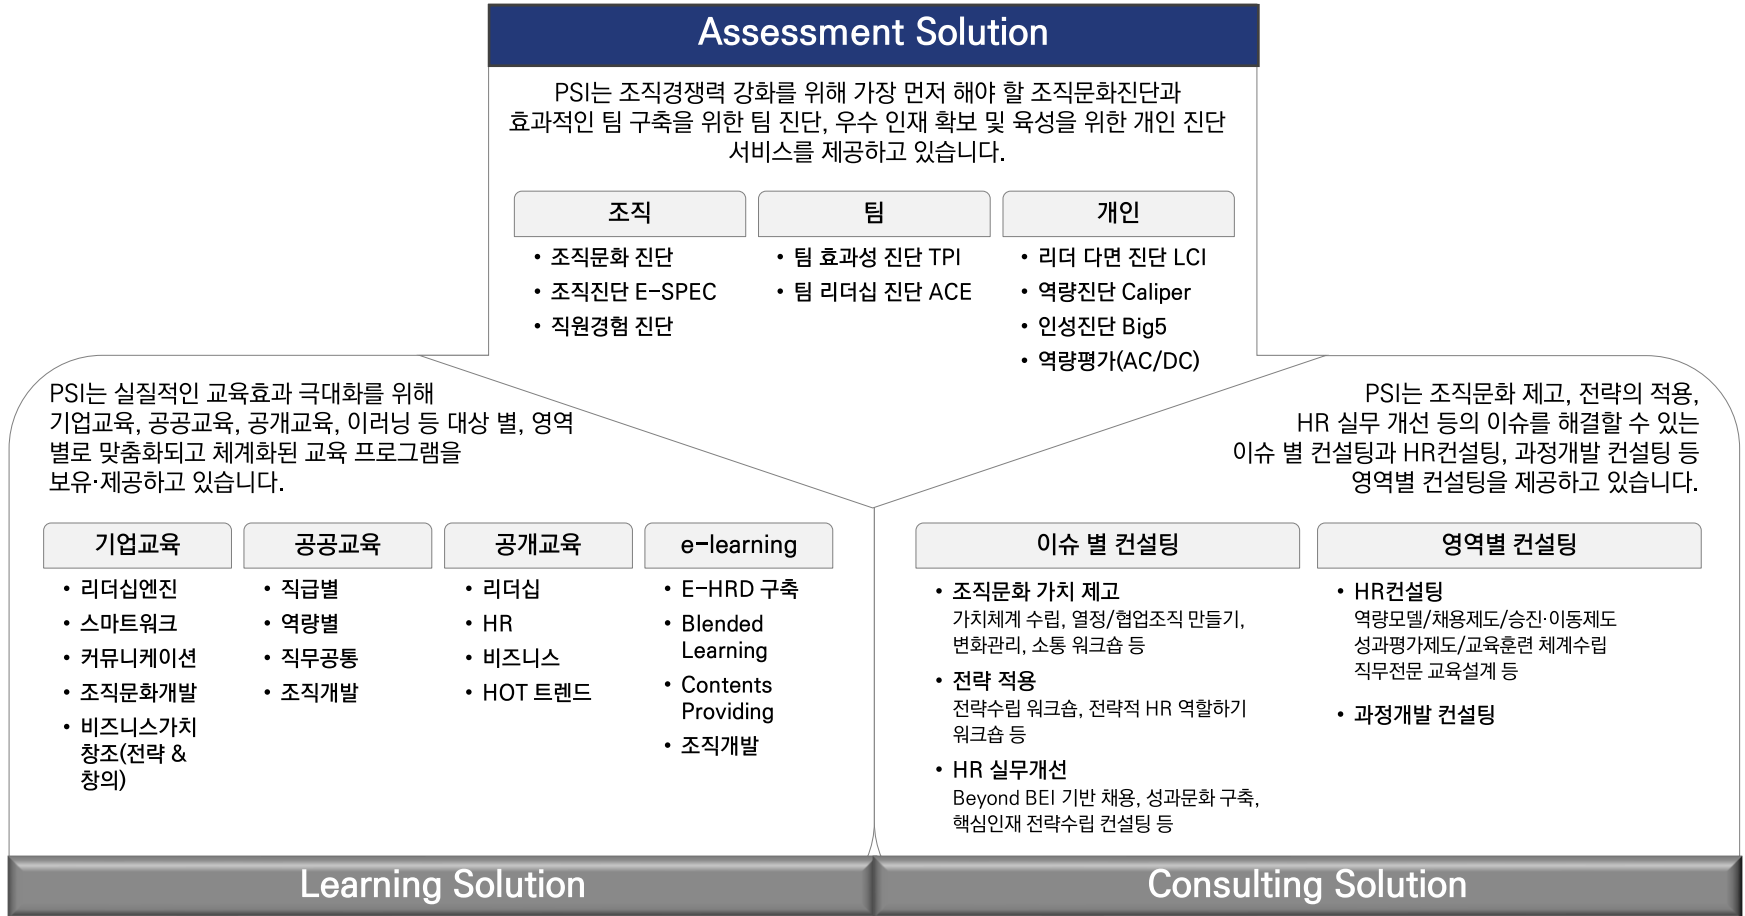 Assessment Solution
PSI는 조직경쟁력 강화를 위해 가장 먼저 해야 할 조직문화진단과
효과적인 팀 구축을 위한 팀 진단, 우수 인재 확보 및 육성을 위한 개인 진단
서비스를 제공하고 있습니다.
조직
• 조직문화 진단
• 조직진단 E-SPEC
• 직원경험 진단
팀
• 팀 효과성 진단 TPI
• 팀 리더십 진단 ACE
개인
• 리더 다면 진단 LCI
• 역량진단 Caliper
• 인성진단 Big5
• 역량평가(AC/DC)
PSI는 실질적인 교육효과 극대화를 위해
기업교육, 공공교육, 공개교육, 이러닝 등 대상 별, 영역
별로 맞춤화되고 체계화된 교육 프로그램을
보유·제공하고 있습니다.
기업교육
• 리더십엔진
• 스마트워크
• 커뮤니케이션
• 조직문화개발
• 비즈니스가치
창조(전략 &
창의)
공공교육
• 직급별
• 역량별
• 직무공통
• 조직개발
공개교육
• 리더십
• HR
• 비즈니스
• HOT 트렌드
e-learning
• E-HRD 구축
• Blended
Learning
• Contents
Providing
• 조직개발
Learning Solution
PSI는 조직문화 제고, 전략의 적용,
HR 실무 개선 등의 이슈를 해결할 수 있는
이슈 별 컨설팅과 HR컨설팅, 과정개발 컨설팅 등
영역별 컨설팅을 제공하고 있습니다.
이슈 별 컨설팅
• 조직문화 가치 제고
가치체계 수립, 열정/협업조직 만들기,
변화관리, 소통 워크숍 등
• 전략 적용
전략수립 워크숍, 전략적 HR 역할하기
워크숍 등
• HR 실무개선
Beyond BEI 기반 채용, 성과문화 구축,
핵심인재 전략수립 컨설팅 등
영역별 컨설팅
• HR컨설팅
역량모델/채용제도/승진·이동제도
성과평가제도/교육훈련 체계수립
직무전문 교육설계 등
• 과정개발 컨설팅
Consulting Solution